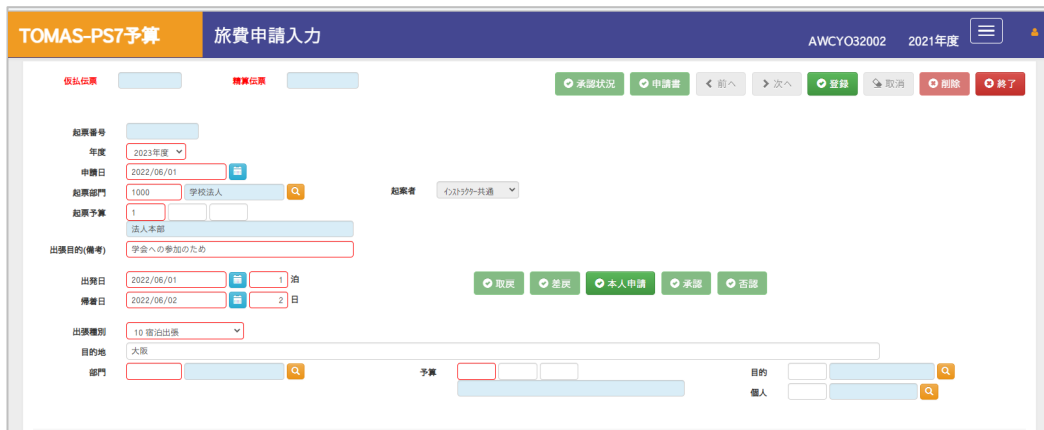 TOMAS-PS7予算 旅費申請入力 AWCYO32002 2021年度
仮払伝票 精算伝票 承認状況 申請書 前へ 次へ 登録 取消 削除 終了
起票番号
年度 2023年度
申請日 2022/06/01
起票部門 1000 学校法人 起案者 インストラクター共通
起票予算 1
法人本部
出張目的(備考) 学会への参加のため
出発日 2022/06/01 1 泊 取戻 差戻 本人申請 承認 否認
帰着日 2022/06/02 2 日
出張種別 10 宿泊出張
目的地 大阪
部門 予算 目的
個人